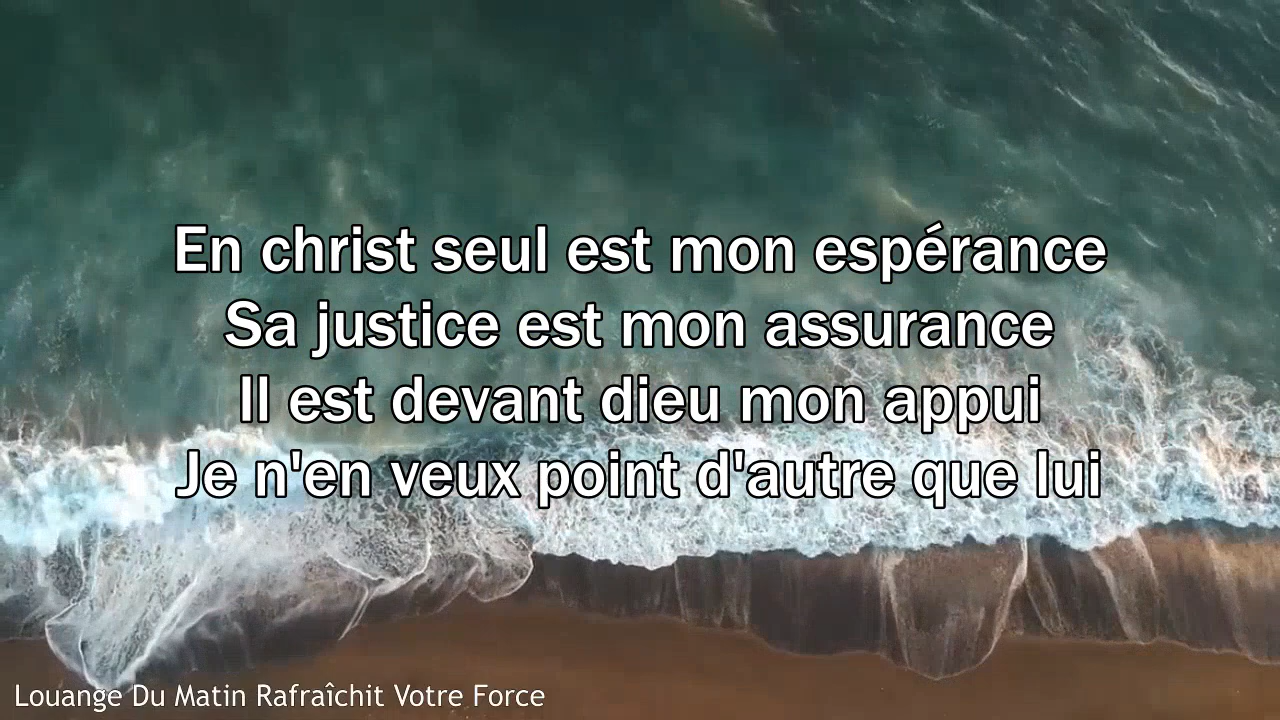 En christ seul est mon espérance
Sa justice est mon assurance
Il est devant dieu mon appui
Je n'en veux point d'autre que lui
Louange Du Matin Rafraîchit Votre Force